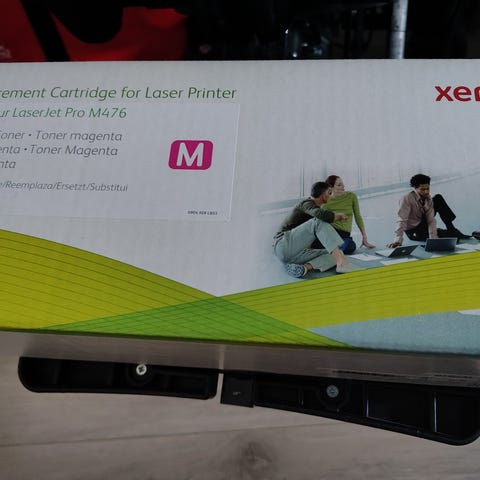 rement Cartridge for Laser Printer
xer
ur LaserJet Pro M476
Toner • Toner magenta
enta • Toner Magenta
nta
M
e/Reemplaza/Ersetzt/Substitui